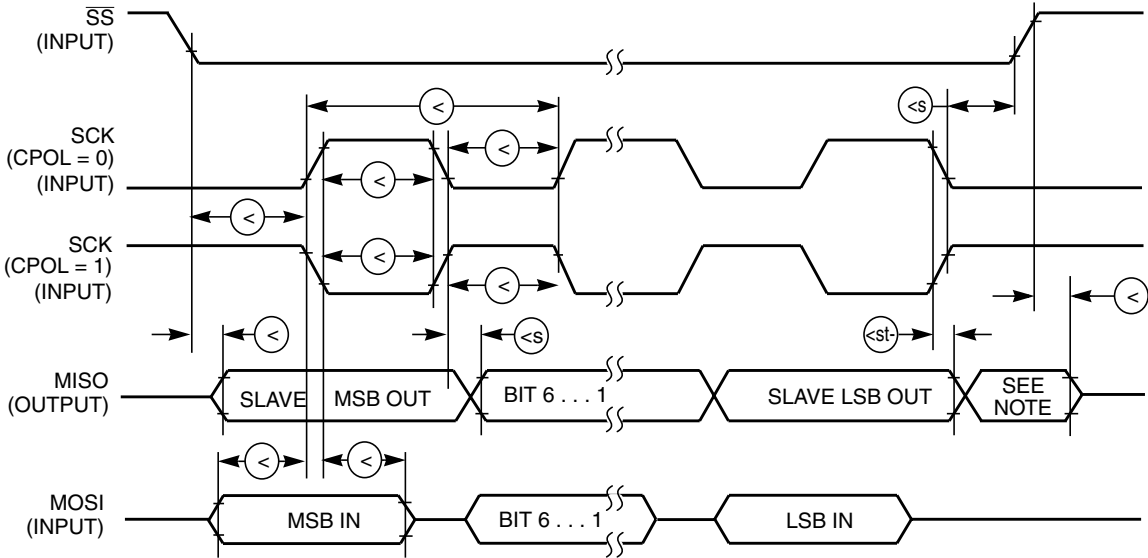 SS
(INPUT)
<s
<
SCK
(CPOL = 0)
(INPUT)
<
<
<
SCK
(CPOL = 1)
(INPUT)
<
<
<
<
<s
<st-
MISO
(OUTPUT)
SLAVE MSB OUT
BIT 6 . . . 1
SLAVE LSB OUT
SEE
NOTE
<
<
MOSI
(INPUT)
MSB IN
BIT 6 . . . 1
LSB IN